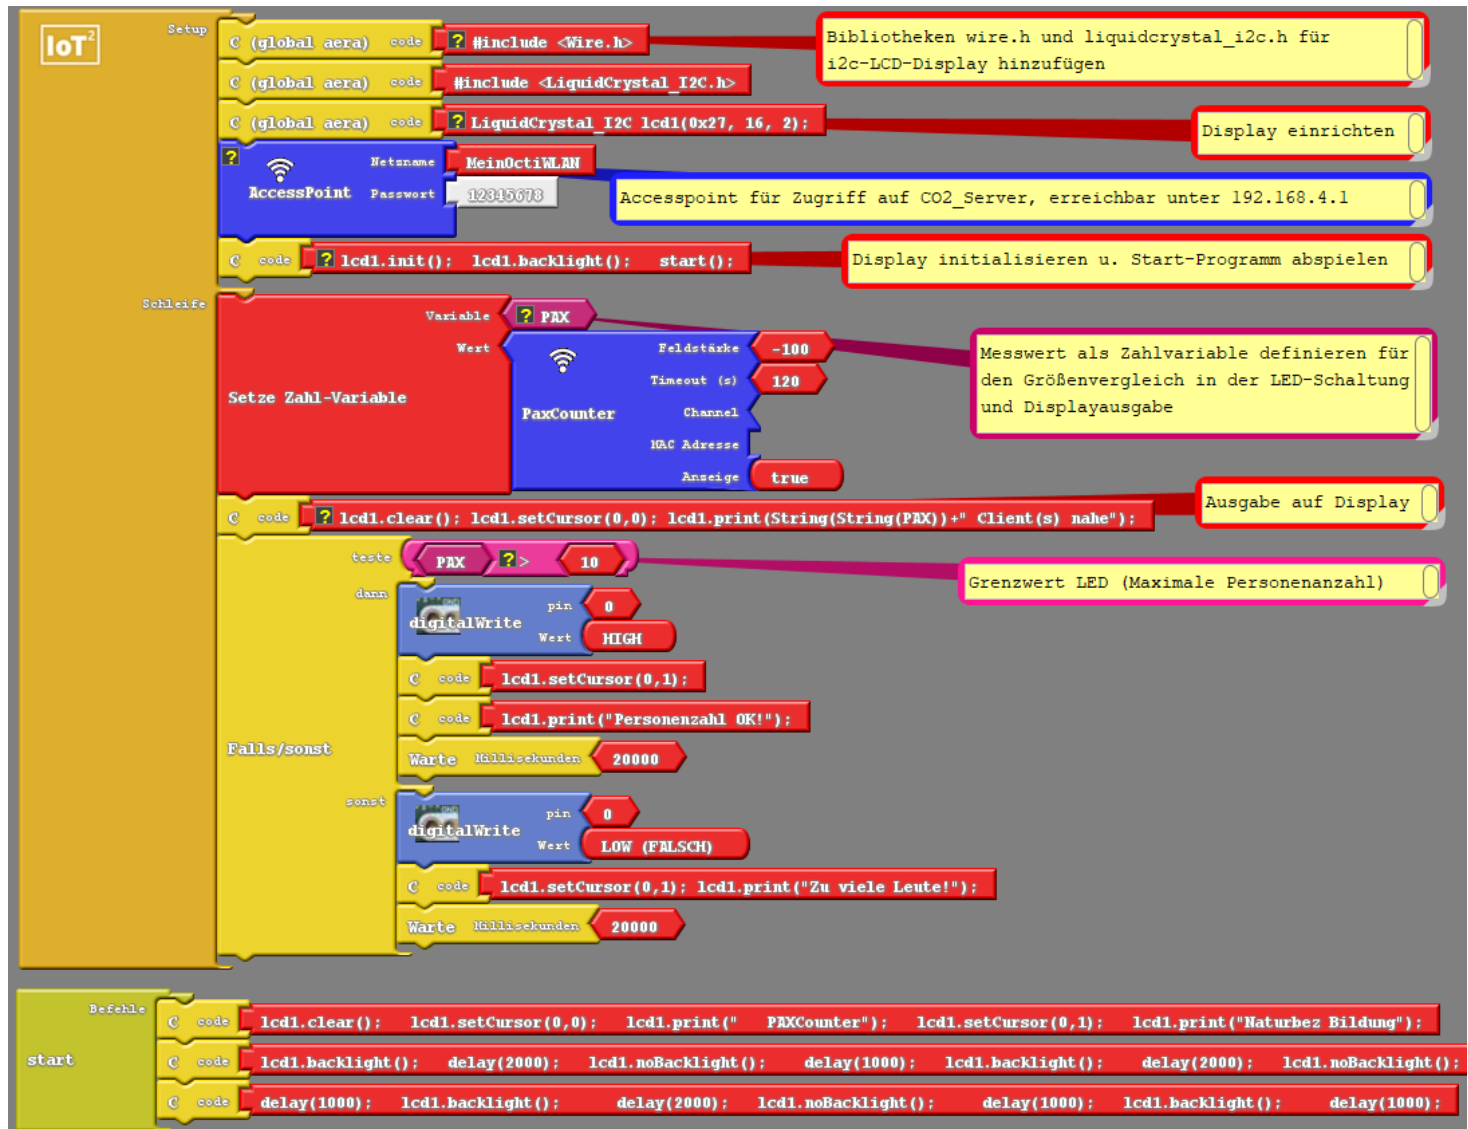 IoT²
Setup
C (global aera) code ? #include <Wire.h>
Bibliotheken wire.h und liquidcrystal_i2c.h für
i2c-LCD-Display hinzufügen
C (global aera) code #include <LiquidCrystal_I2C.h>
C (global aera) code ? LiquidCrystal_I2C lcd1(0x27, 16, 2);
Display einrichten
? AccessPoint
Netzname MeinOctiWLAN
Passwort 12345678
Accesspoint für Zugriff auf CO2_Server, erreichbar unter 192.168.4.1
C code ? lcd1.init(); lcd1.backlight(); start();
Display initialisieren u. Start-Programm abspielen
Schleife
Setze Zahl-Variable
Variable ? PAX
Wert
PaxCounter
Feldstärke -100
Timeout (s) 120
Channel
MAC Adresse
Anzeige true
Messwert als Zahlvariable definieren für
den Größenvergleich in der LED-Schaltung
und Displayausgabe
C code ? lcd1.clear(); lcd1.setCursor(0,0); lcd1.print(String(String(PAX))+" Client(s) nahe");
Ausgabe auf Display
Falls/sonst
teste PAX ? > 10
Grenzwert LED (Maximale Personenanzahl)
dann
digitalWrite
pin 0
Wert HIGH
C code lcd1.setCursor(0,1);
C code lcd1.print("Personenzahl OK!");
Warte Millisekunden 20000
sonst
digitalWrite
pin 0
Wert LOW (FALSCH)
C code lcd1.setCursor(0,1); lcd1.print("Zu viele Leute!");
Warte Millisekunden 20000
start
Befehle
C code lcd1.clear(); lcd1.setCursor(0,0); lcd1.print("   PAXCounter"); lcd1.setCursor(0,1); lcd1.print("Naturbez Bildung");
C code lcd1.backlight(); delay(2000); lcd1.noBacklight(); delay(1000); lcd1.backlight(); delay(2000); lcd1.noBacklight();
C code delay(1000); lcd1.backlight(); delay(2000); lcd1.noBacklight(); delay(1000); lcd1.backlight(); delay(1000);